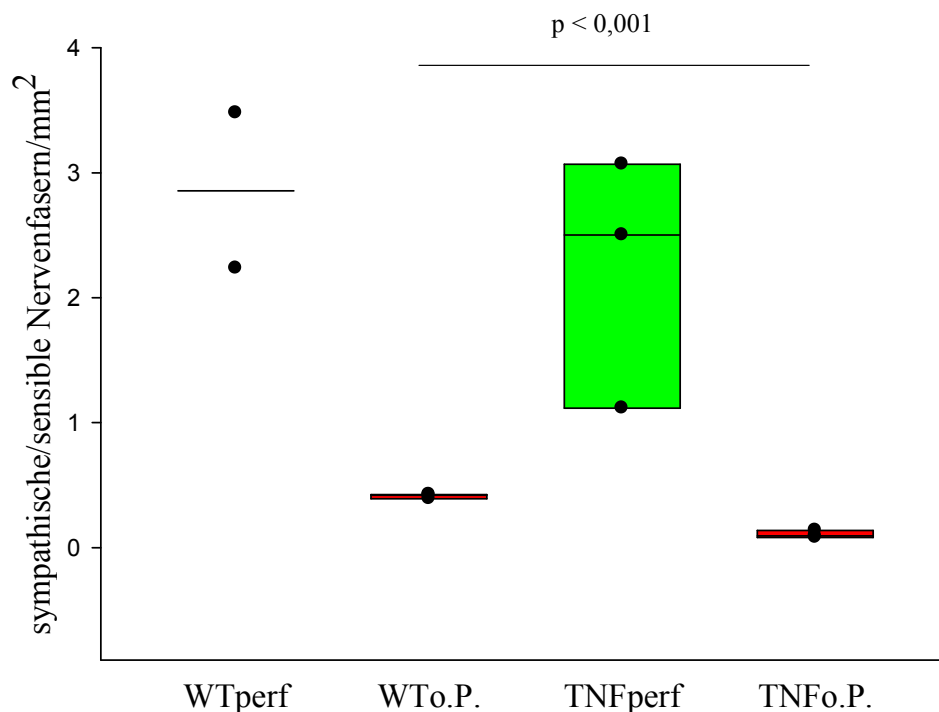 p < 0,001
sympathische/sensible Nervenfasern/mm²
4
3
2
1
0
WTperf WTo.P. TNFperf TNFo.P.